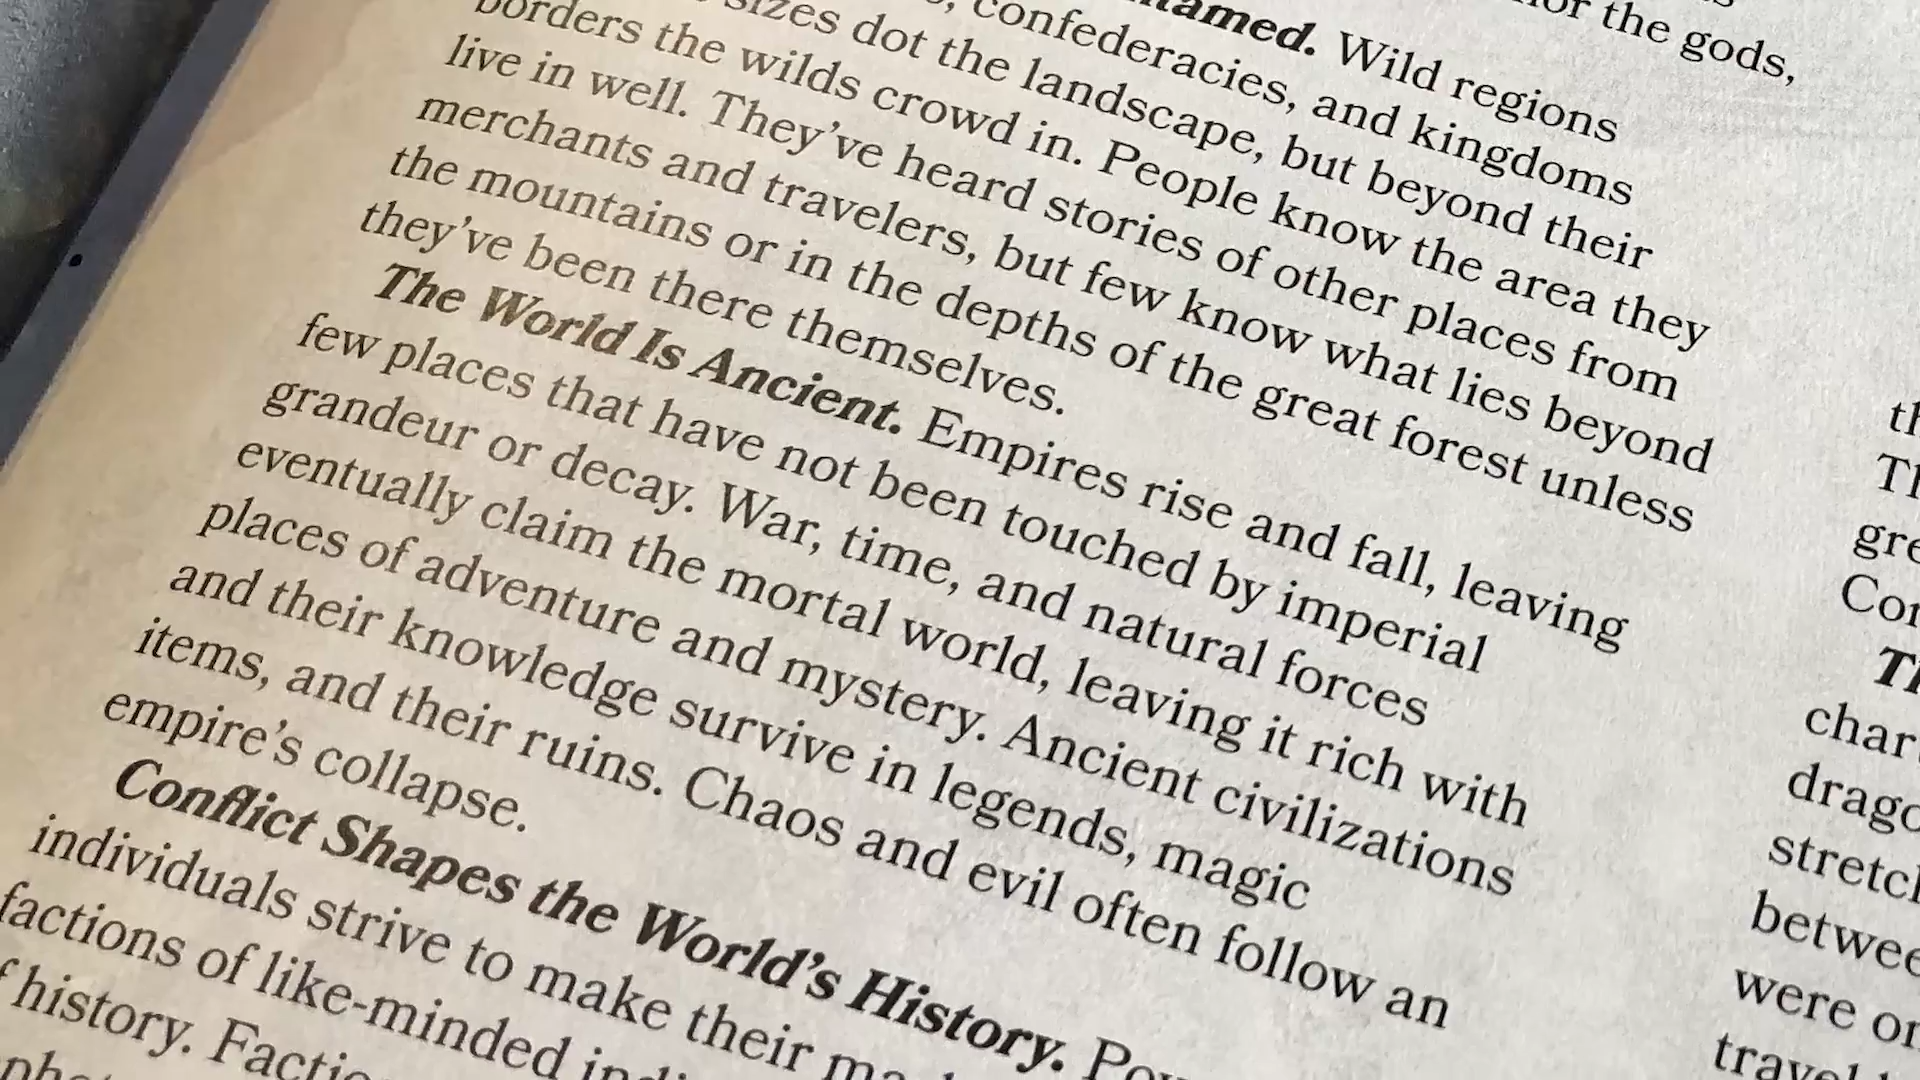 the gods,
tamed. Wild regions
confederacies, and kingdoms
sizes dot the landscape, but beyond their
borders the wilds crowd in. People know the area they
live in well. They've heard stories of other places from
merchants and travelers, but few know what lies beyond
the mountains or in the depths of the great forest unless
they've been there themselves.
The World Is Ancient. Empires rise and fall, leaving
few places that have not been touched by imperial
grandeur or decay. War, time, and natural forces
eventually claim the mortal world, leaving it rich with
places of adventure and mystery. Ancient civilizations
and their knowledge survive in legends, magic
items, and their ruins. Chaos and evil often follow an
empire's collapse.
Conflict Shapes the World's History. Pow
individuals strive to make their
factions of like-minded
history.
gre
char
drago
stretc
betwee
were
travel